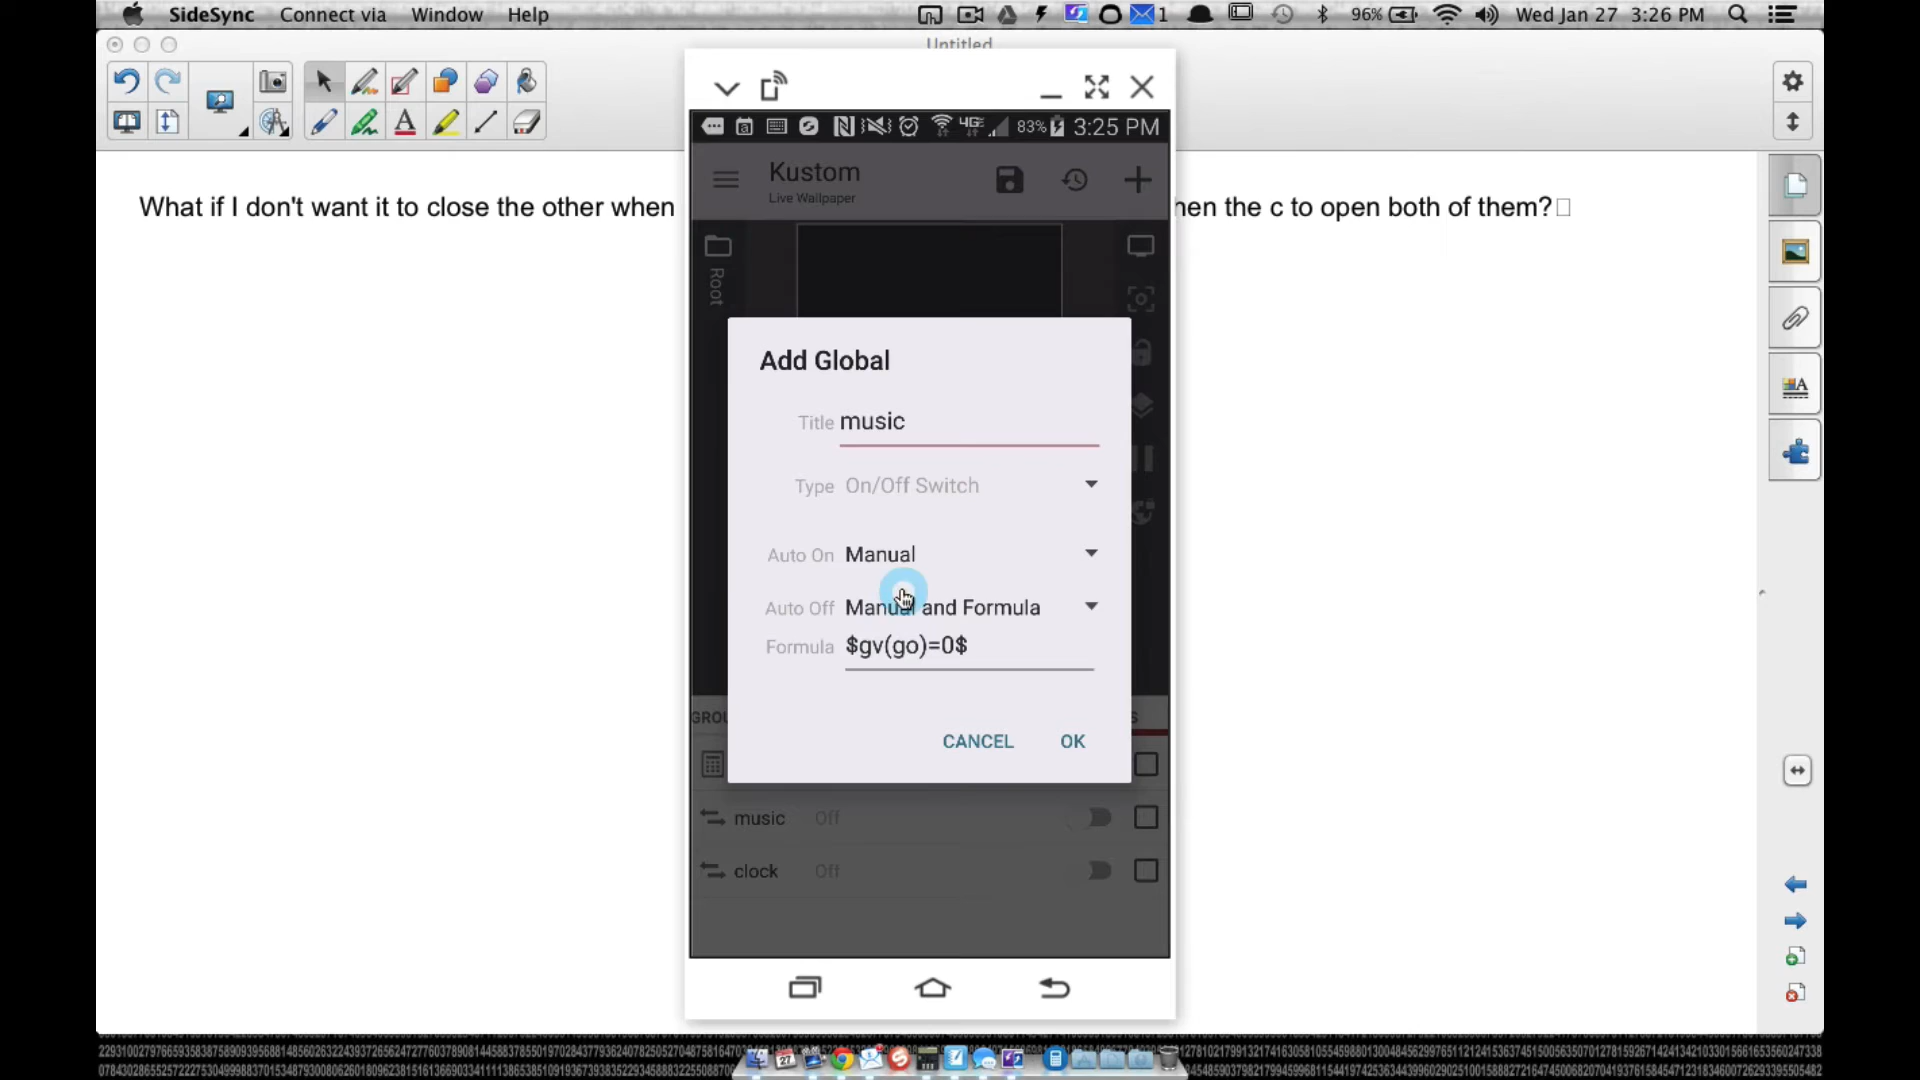 SideSync Connect via Window Help
1 96% Wed Jan 27 3:26 PM
Untitled
4G 83% 3:25 PM
Kustom
Live Wallpaper
What if I don't want it to close the other when
hen the c to open both of them?
Root
Add Global
Title music
Type On/Off Switch
Auto On Manual
Auto Off Manual and Formula
Formula $gv(go)=0$
CANCEL OK
GROU
S
music Off
clock Off